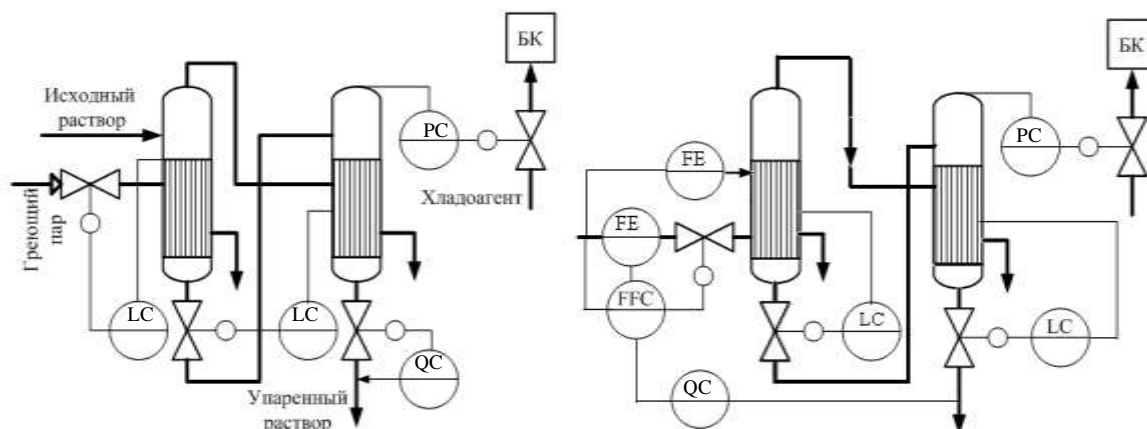 БК
Исходный
раствор
PC
Хладоагент
Греющий
пар
LC
LC
QC
Упаренный
раствор
БК
PC
FE
FE
FFC
LC
LC
QC